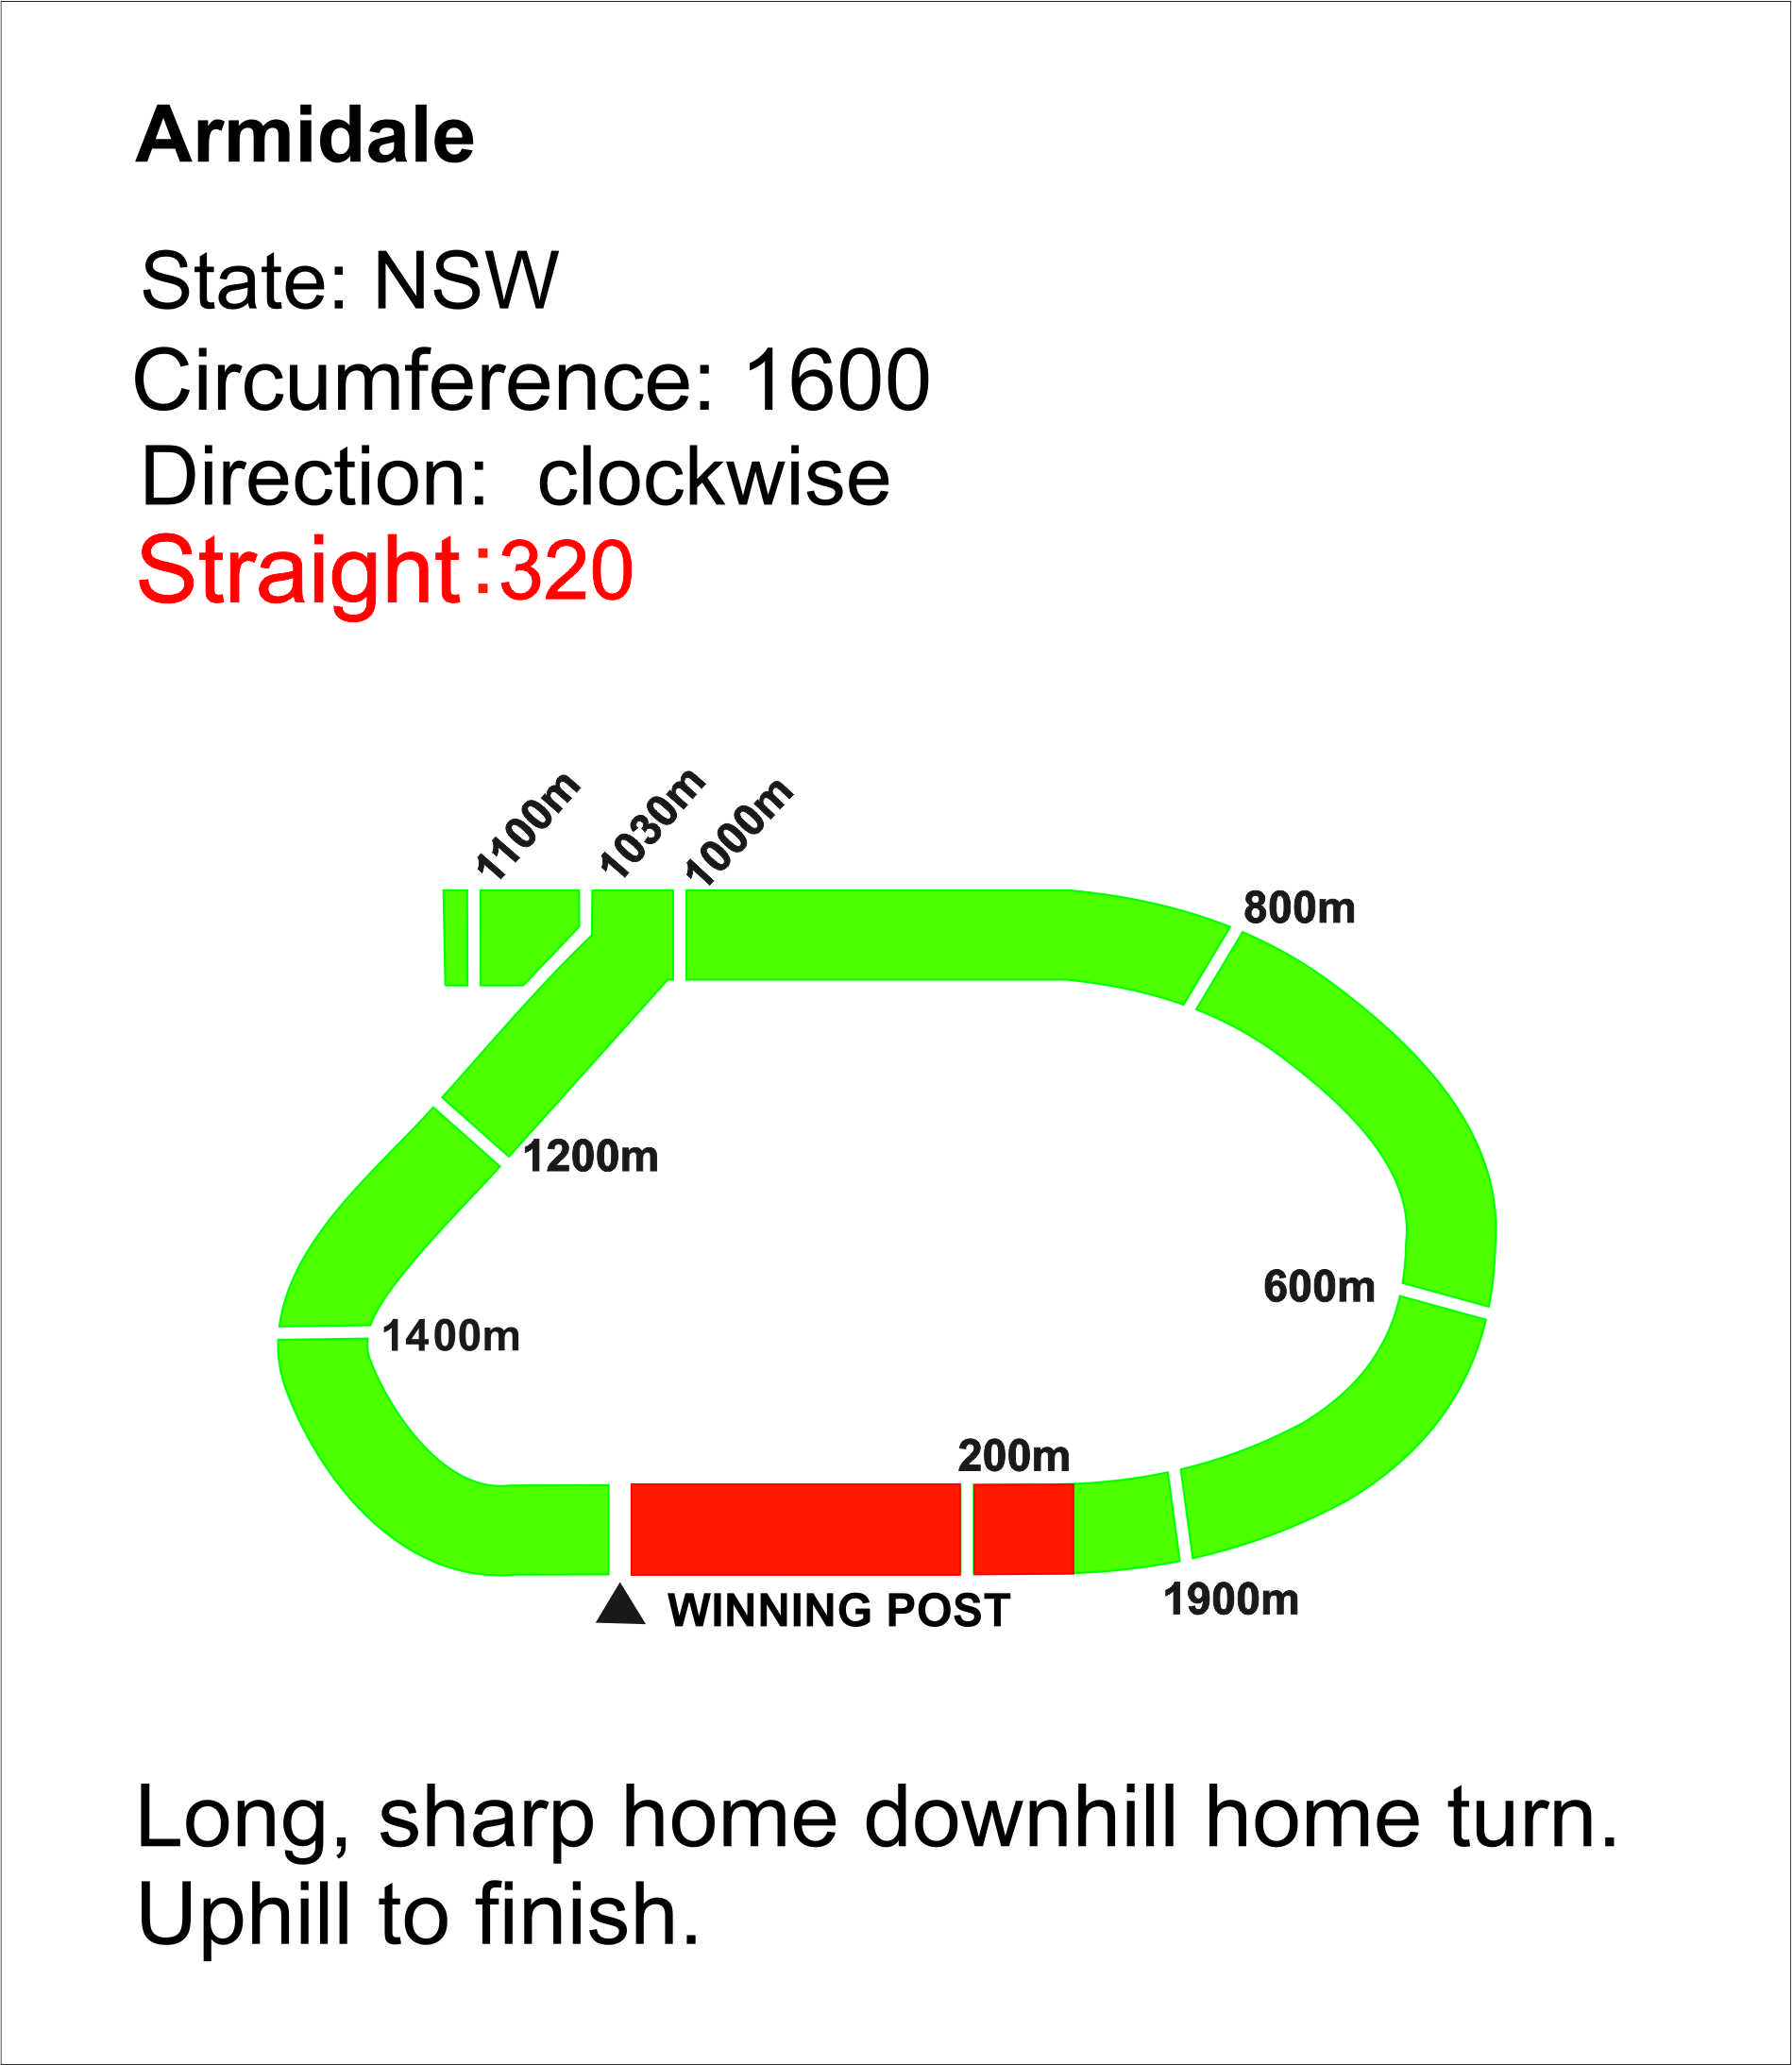 Armidale
State: NSW
Circumference: 1600
Direction: clockwise
Straight:320
1100m
1030m
1000m
800m
1200m
600m
1400m
200m
1900m
WINNING POST
Long, sharp home downhill home turn.
Uphill to finish.